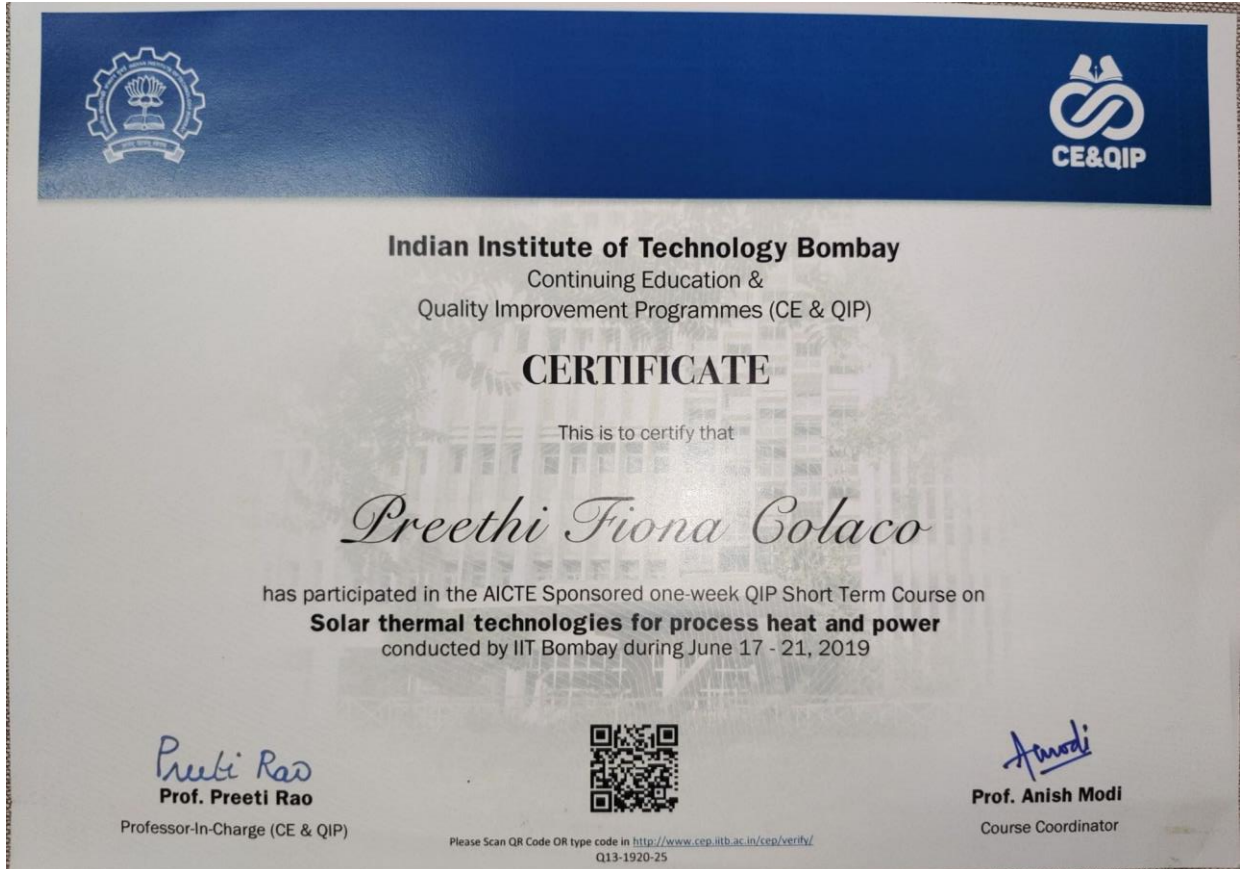 CE&QIP
Indian Institute of Technology Bombay
Continuing Education &
Quality Improvement Programmes (CE & QIP)
CERTIFICATE
This is to certify that
Preethi Fiona Colaco
has participated in the AICTE Sponsored one-week QIP Short Term Course on
Solar thermal technologies for process heat and power
conducted by IIT Bombay during June 17 - 21, 2019
Preeti Rao
Prof. Preeti Rao
Professor-In-Charge (CE & QIP)
Amodi
Prof. Anish Modi
Course Coordinator
Please Scan QR Code OR type code in http://www.cep.iitb.ac.in/cep/verify/
Q13-1920-25